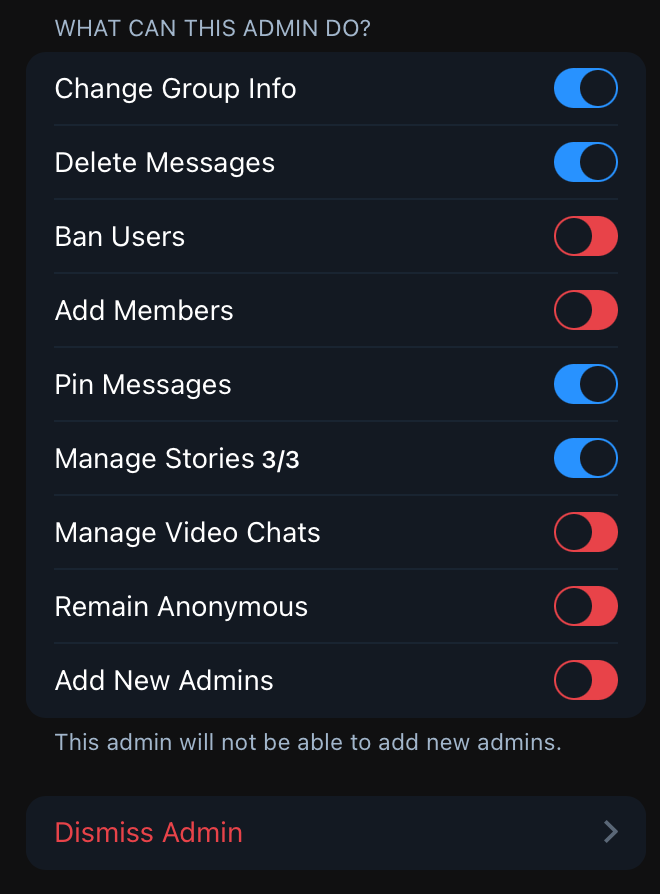 WHAT CAN THIS ADMIN DO?
Change Group Info
Delete Messages
Ban Users
Add Members
Pin Messages
Manage Stories 3/3
Manage Video Chats
Remain Anonymous
Add New Admins
This admin will not be able to add new admins.
Dismiss Admin